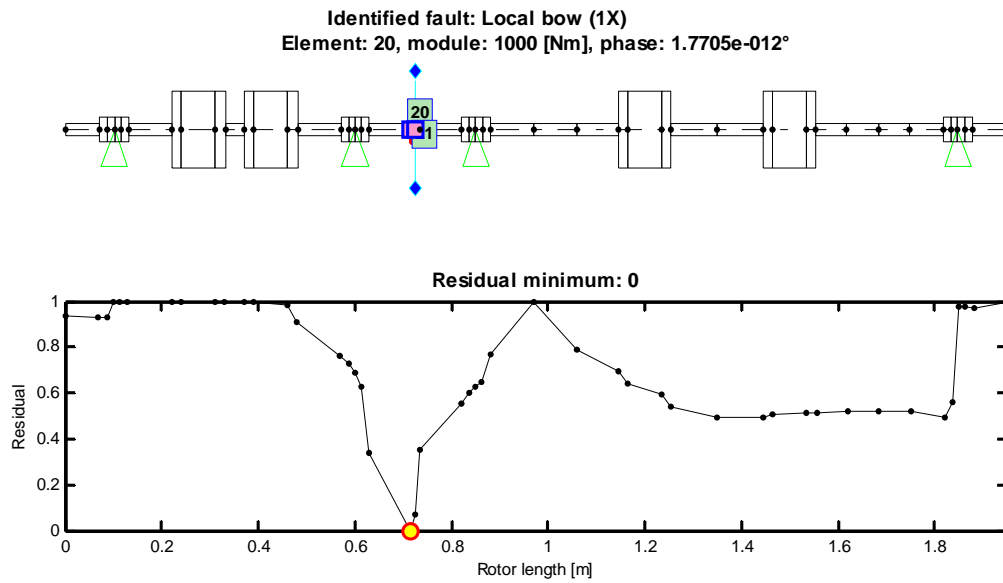 Identified fault: Local bow (1X)
Element: 20, module: 1000 [Nm], phase: 1.7705e-012°
20
1
Residual minimum: 0
1
0.8
0.6
0.4
0.2
0
Residual
0 0.2 0.4 0.6 0.8 1 1.2 1.4 1.6 1.8
Rotor length [m]